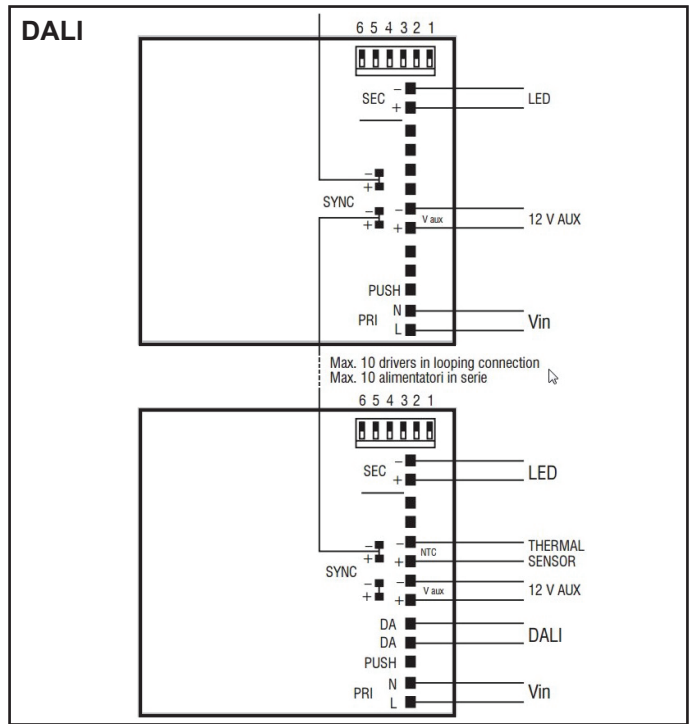 DALI
6 5 4 3 2 1
SEC
−
+
LED
−
+
SYNC
−
+
−
+
V aux
12 V AUX
PUSH
PRI
N
L
Vin
Max. 10 drivers in looping connection
Max. 10 alimentatori in serie
6 5 4 3 2 1
SEC
−
+
LED
−
+
SYNC
−
+
−
+
NTC
THERMAL
SENSOR
−
+
V aux
12 V AUX
DA
DA
DALI
PUSH
PRI
N
L
Vin